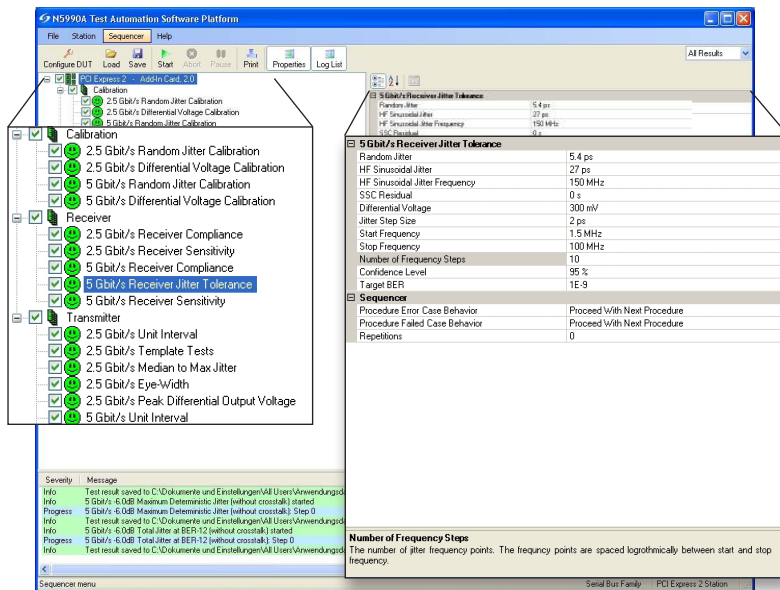 N5990A Test Automation Software Platform
File Station Sequencer Help
Configure DUT Load Save Start Abort Pause Print Properties Log List All Results
PCI Express 2 - Add-In Card, 2.0
Calibration
2.5 Gbit/s Random Jitter Calibration
2.5 Gbit/s Differential Voltage Calibration
5 Gbit/s Random Jitter Calibration
5 Gbit/s Receiver Jitter Tolerance
Random Jitter 5.4 ps
HF Sinusoidal Jitter 27 ps
HF Sinusoidal Jitter Frequency 150 MHz
SSC Residual 0 s
Calibration
2.5 Gbit/s Random Jitter Calibration
2.5 Gbit/s Differential Voltage Calibration
5 Gbit/s Random Jitter Calibration
5 Gbit/s Differential Voltage Calibration
Receiver
2.5 Gbit/s Receiver Compliance
2.5 Gbit/s Receiver Sensitivity
5 Gbit/s Receiver Compliance
5 Gbit/s Receiver Jitter Tolerance
5 Gbit/s Receiver Sensitivity
Transmitter
2.5 Gbit/s Unit Interval
2.5 Gbit/s Template Tests
2.5 Gbit/s Median to Max Jitter
2.5 Gbit/s Eye-Width
2.5 Gbit/s Peak Differential Output Voltage
5 Gbit/s Unit Interval
5 Gbit/s Receiver Jitter Tolerance
Random Jitter 5.4 ps
HF Sinusoidal Jitter 27 ps
HF Sinusoidal Jitter Frequency 150 MHz
SSC Residual 0 s
Differential Voltage 300 mV
Jitter Step Size 2 ps
Start Frequency 1.5 MHz
Stop Frequency 100 MHz
Number of Frequency Steps 10
Confidence Level 95 %
Target BER 1E-9
Sequencer
Procedure Error Case Behavior Proceed With Next Procedure
Procedure Failed Case Behavior Proceed With Next Procedure
Repetitions 0
Severity Message
Info Test result saved to C:\Dokumente und Einstellungen\All Users\Anwendungsd
Info 5 Gbit/s -6.0dB Maximum Deterministic Jitter (without crosstalk) started
Progress 5 Gbit/s -6.0dB Maximum Deterministic Jitter (without crosstalk): Step 0
Info Test result saved to C:\Dokumente und Einstellungen\All Users\Anwendungsd
Info 5 Gbit/s -6.0dB Total Jitter at BER-12 (without crosstalk) started
Progress 5 Gbit/s -6.0dB Total Jitter at BER-12 (without crosstalk): Step 0
Info Test result saved to C:\Dokumente und Einstellungen\All Users\Anwendungsd
Number of Frequency Steps
The number of jitter frequency points. The frequncy points are spaced logrothmically between start and stop
frequency.
Sequencer menu Serial Bus Family PCI Express 2 Station